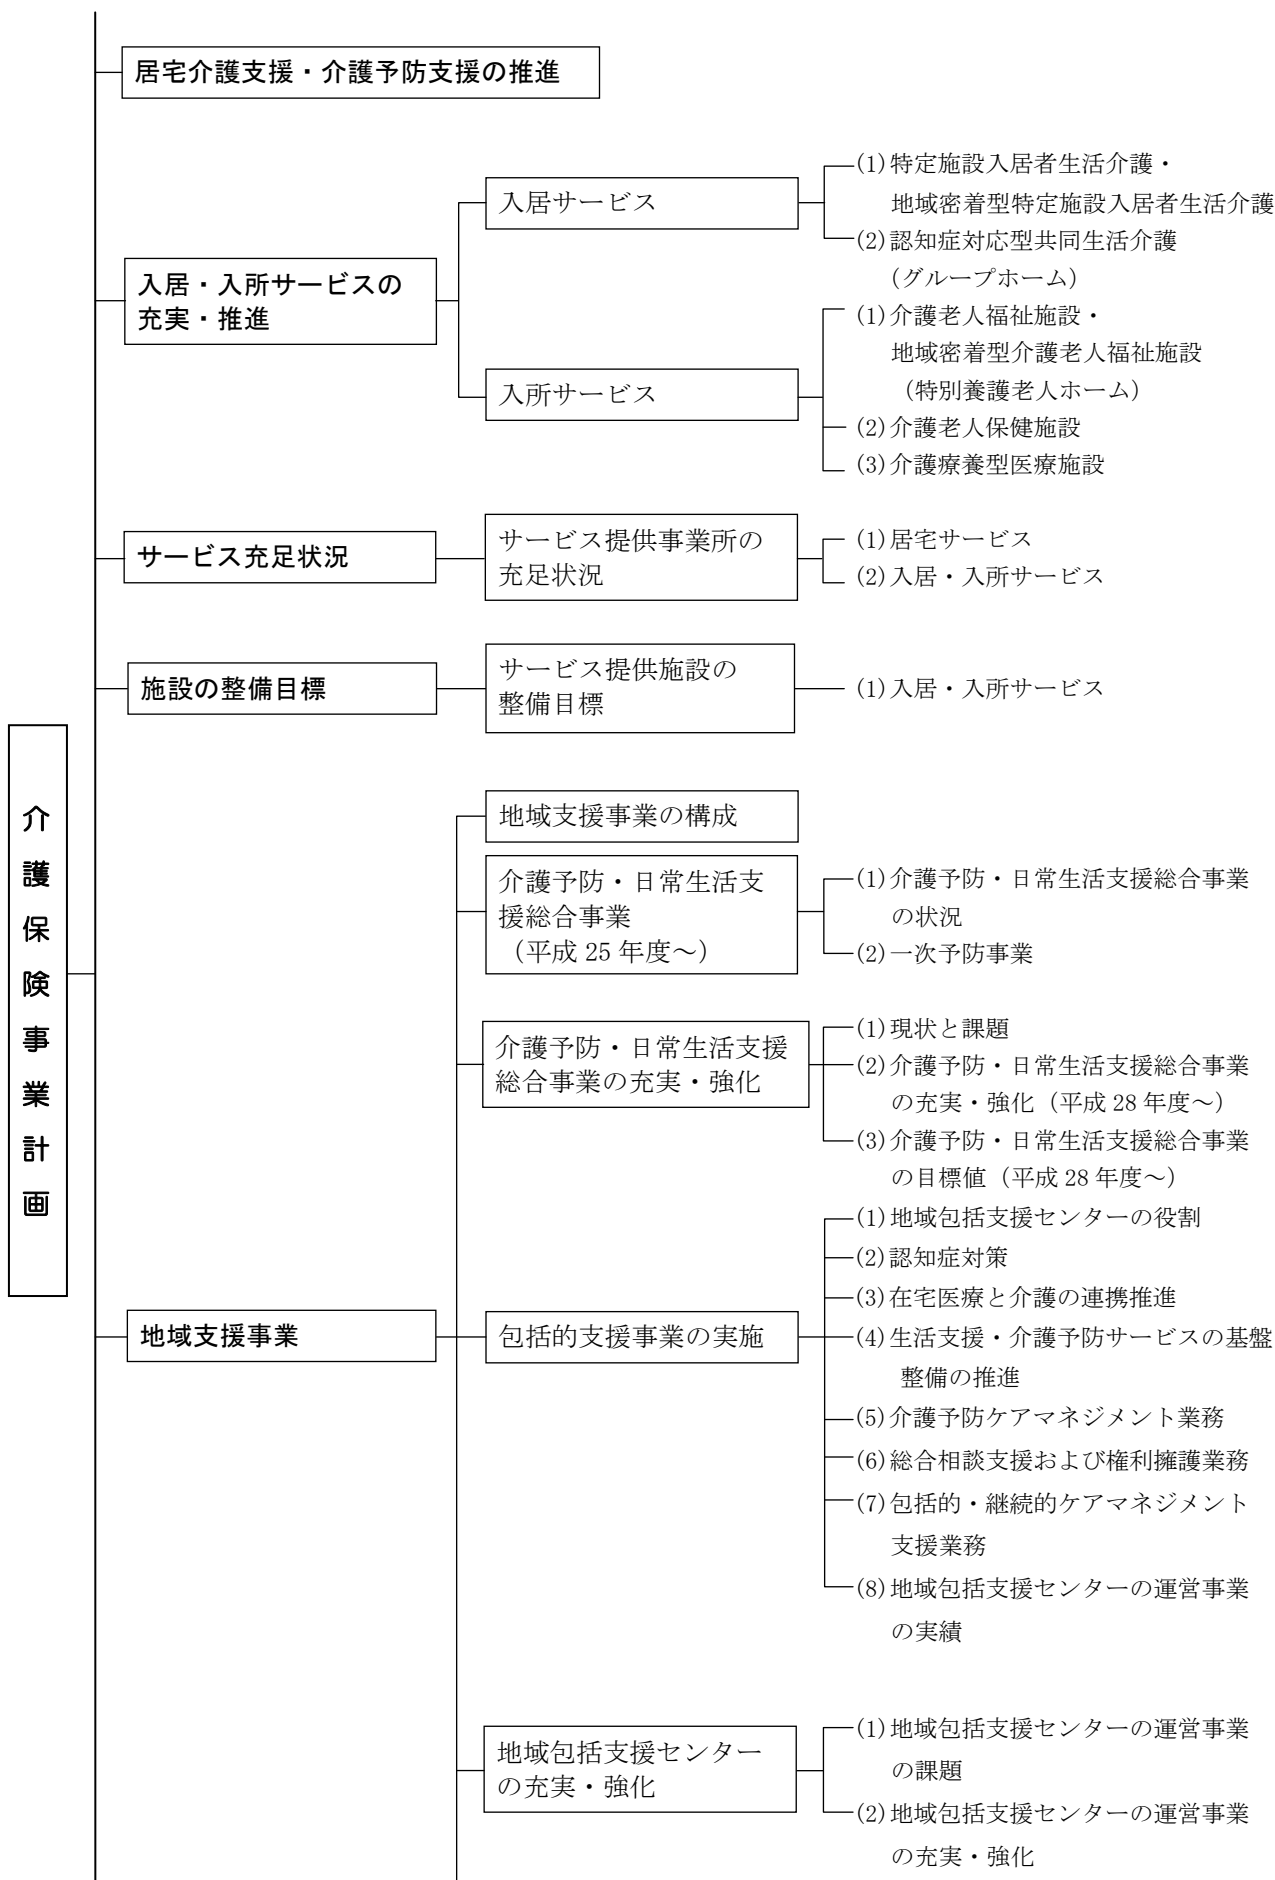 介護保険事業計画
居宅介護支援・介護予防支援の推進
入居・入所サービスの
充実・推進
入居サービス
(1)特定施設入居者生活介護・
地域密着型特定施設入居者生活介護
(2)認知症対応型共同生活介護
(グループホーム)
入所サービス
(1)介護老人福祉施設・
地域密着型介護老人福祉施設
(特別養護老人ホーム)
(2)介護老人保健施設
(3)介護療養型医療施設
サービス充足状況
サービス提供事業所の
充足状況
(1)居宅サービス
(2)入居・入所サービス
施設の整備目標
サービス提供施設の
整備目標
(1)入居・入所サービス
地域支援事業
地域支援事業の構成
介護予防・日常生活支
援総合事業
(平成 25 年度～)
(1)介護予防・日常生活支援総合事業
の状況
(2)一次予防事業
介護予防・日常生活支援
総合事業の充実・強化
(1)現状と課題
(2)介護予防・日常生活支援総合事業
の充実・強化(平成 28 年度～)
(3)介護予防・日常生活支援総合事業
の目標値(平成 28 年度～)
包括的支援事業の実施
(1)地域包括支援センターの役割
(2)認知症対策
(3)在宅医療と介護の連携推進
(4)生活支援・介護予防サービスの基盤
整備の推進
(5)介護予防ケアマネジメント業務
(6)総合相談支援および権利擁護業務
(7)包括的・継続的ケアマネジメント
支援業務
(8)地域包括支援センターの運営事業
の実績
地域包括支援センター
の充実・強化
(1)地域包括支援センターの運営事業
の課題
(2)地域包括支援センターの運営事業
の充実・強化